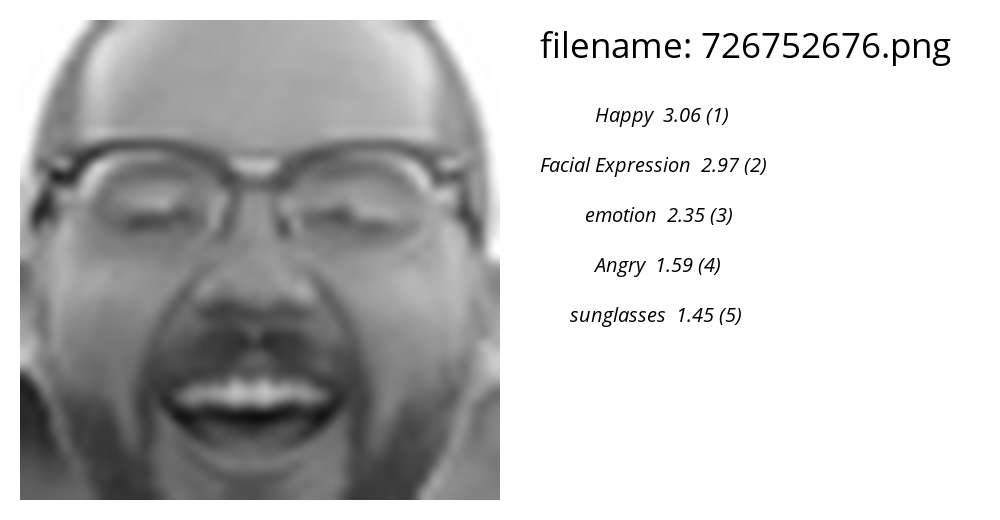 filename: 726752676.png
Happy 3.06 (1)
Facial Expression 2.97 (2)
emotion 2.35 (3)
Angry 1.59 (4)
sunglasses 1.45 (5)